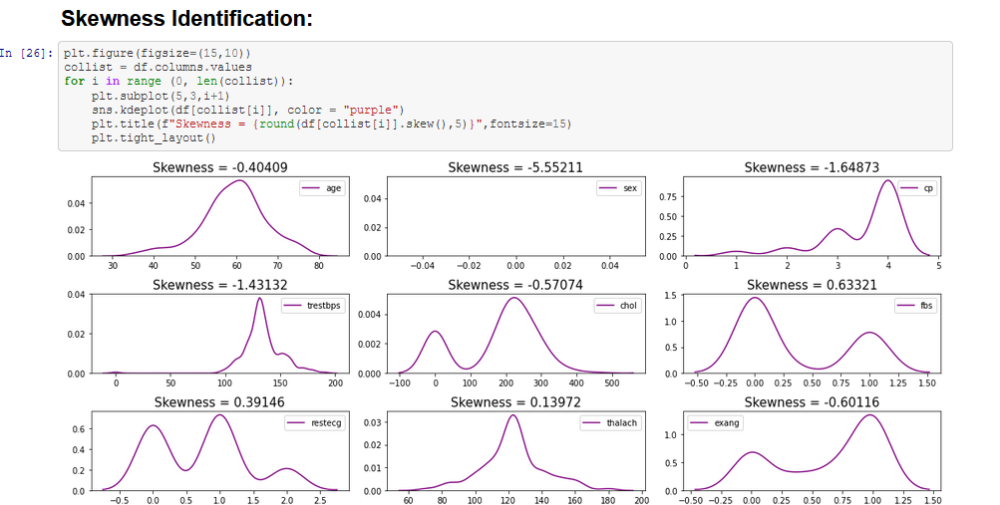 Skewness Identification:
In [26]:
plt.figure(figsize=(15,10))
collist = df.columns.values
for i in range (0, len(collist)):
plt.subplot(5,3,i+1)
sns.kdeplot(df[collist[i]], color = "purple")
plt.title(f"Skewness = {round(df[collist[i]].skew(),5)}",fontsize=15)
plt.tight_layout()
Skewness = -0.40409
age
0.04
0.02
0.00
30 40 50 60 70 80
Skewness = -5.55211
sex
0.04
0.02
0.00
−0.04 −0.02 0.00 0.02 0.04
Skewness = -1.64873
cp
0.75
0.50
0.25
0.00
0 1 2 3 4 5
Skewness = -1.43132
trestbps
0.04
0.02
0.00
0 50 100 150 200
Skewness = -0.57074
chol
0.004
0.002
0.000
−100 0 100 200 300 400 500
Skewness = 0.63321
fbs
1.5
1.0
0.5
0.0
−0.50 −0.25 0.00 0.25 0.50 0.75 1.00 1.25 1.50
Skewness = 0.39146
restecg
0.6
0.4
0.2
0.0
−0.5 0.0 0.5 1.0 1.5 2.0 2.5
Skewness = 0.13972
thalach
0.03
0.02
0.01
0.00
60 80 100 120 140 160 180 200
Skewness = -0.60116
exang
1.0
0.5
0.0
−0.50 −0.25 0.00 0.25 0.50 0.75 1.00 1.25 1.50